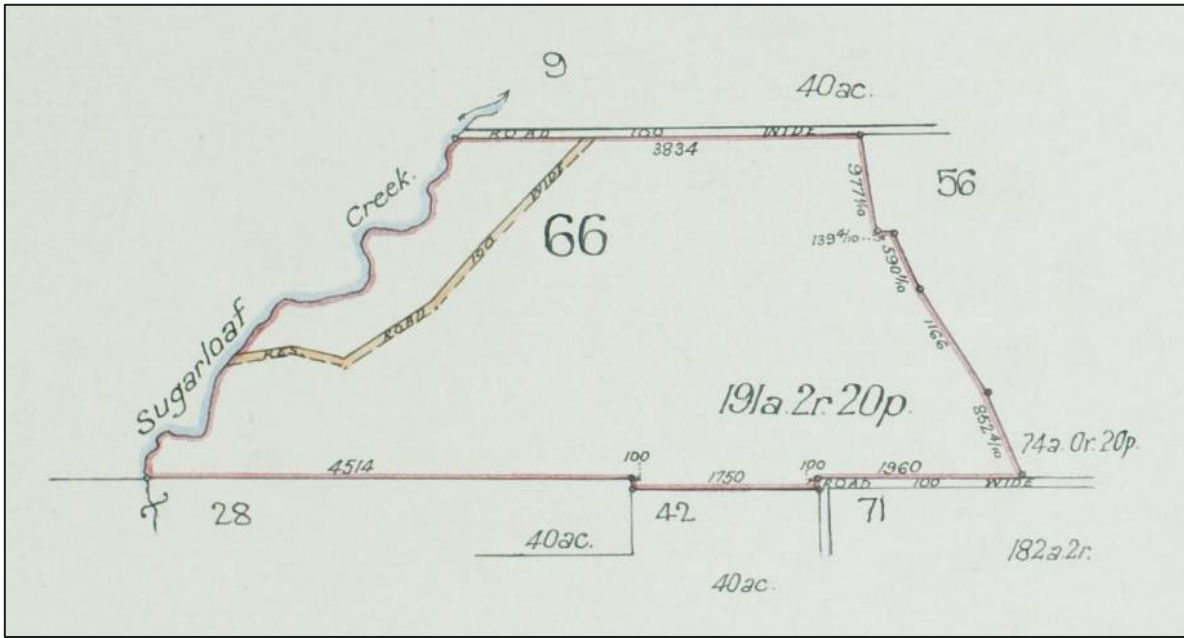 9
40ac.
ROAD 100 WIDE
3834
56
977 1/10
139 4/10
590 1/10
Creek.
66
ROAD 100 WIDE
Sugarloaf
RES.
1166
191a. 2r. 20p.
852 4/10
74a. 0r. 20p.
4514
100
1750
100
1960
ROAD 100 WIDE
28
42
71
40ac.
182a 2r.
40ac.